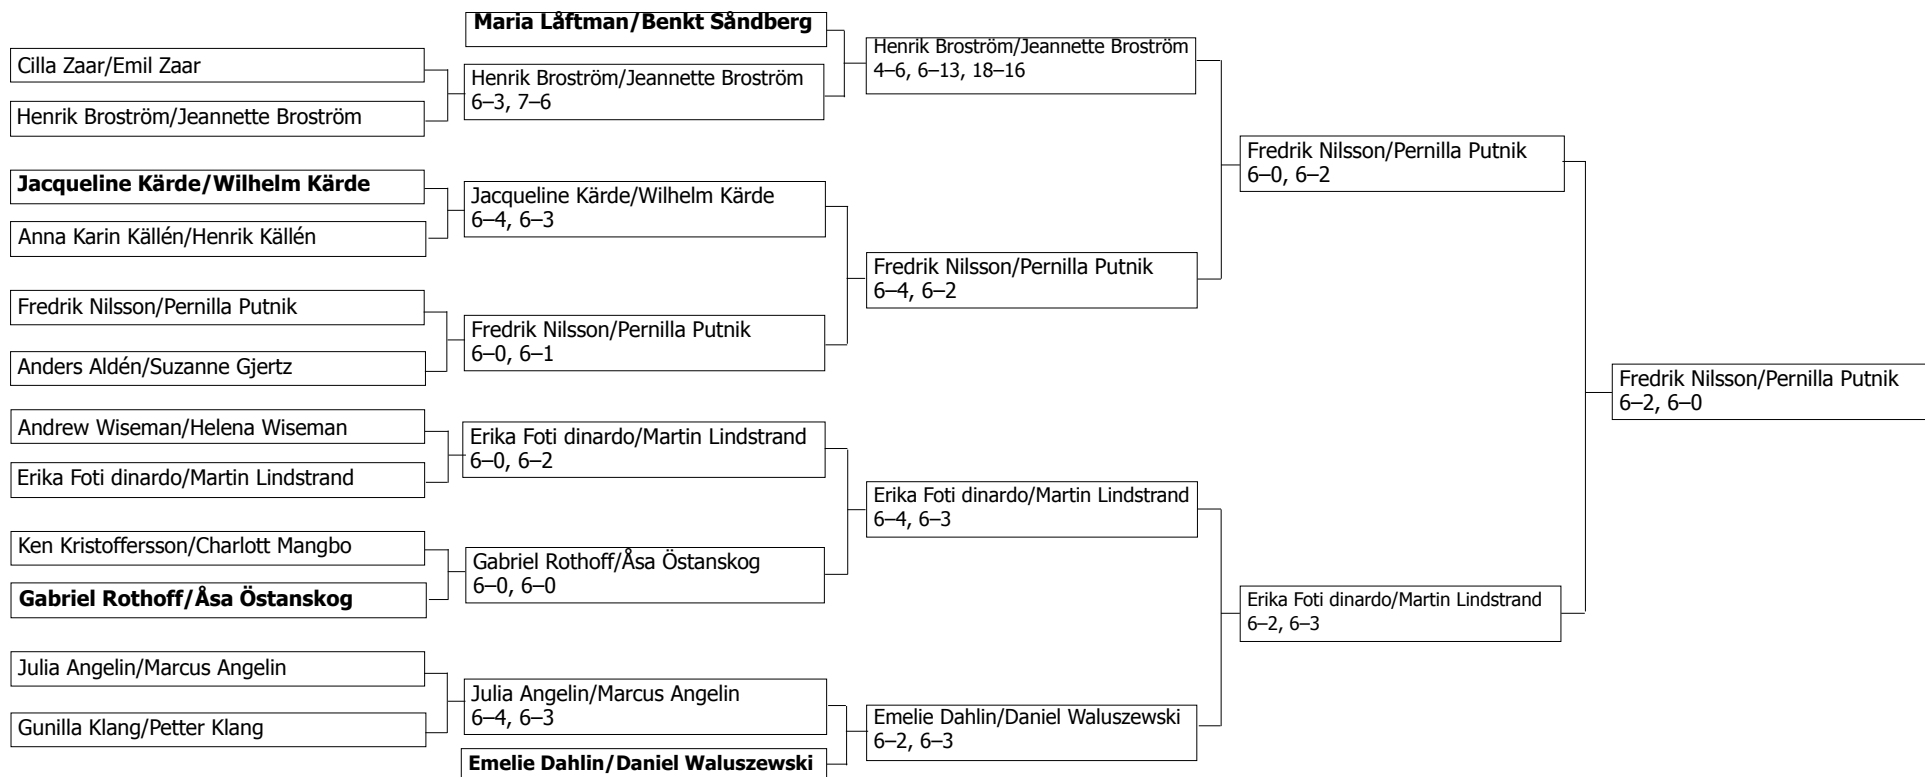 Maria Låftman/Benkt Såndberg
Cilla Zaar/Emil Zaar
Henrik Broström/Jeannette Broström
Henrik Broström/Jeannette Broström
6–3, 7–6
Henrik Broström/Jeannette Broström
4–6, 6–13, 18–16
Jacqueline Kärde/Wilhelm Kärde
Anna Karin Källén/Henrik Källén
Jacqueline Kärde/Wilhelm Kärde
6–4, 6–3
Fredrik Nilsson/Pernilla Putnik
Anders Aldén/Suzanne Gjertz
Fredrik Nilsson/Pernilla Putnik
6–0, 6–1
Fredrik Nilsson/Pernilla Putnik
6–4, 6–2
Fredrik Nilsson/Pernilla Putnik
6–0, 6–2
Andrew Wiseman/Helena Wiseman
Erika Foti dinardo/Martin Lindstrand
Erika Foti dinardo/Martin Lindstrand
6–0, 6–2
Ken Kristoffersson/Charlott Mangbo
Gabriel Rothoff/Åsa Östanskog
Gabriel Rothoff/Åsa Östanskog
6–0, 6–0
Erika Foti dinardo/Martin Lindstrand
6–4, 6–3
Julia Angelin/Marcus Angelin
Gunilla Klang/Petter Klang
Julia Angelin/Marcus Angelin
6–4, 6–3
Emelie Dahlin/Daniel Waluszewski
Emelie Dahlin/Daniel Waluszewski
6–2, 6–3
Erika Foti dinardo/Martin Lindstrand
6–2, 6–3
Fredrik Nilsson/Pernilla Putnik
6–2, 6–0